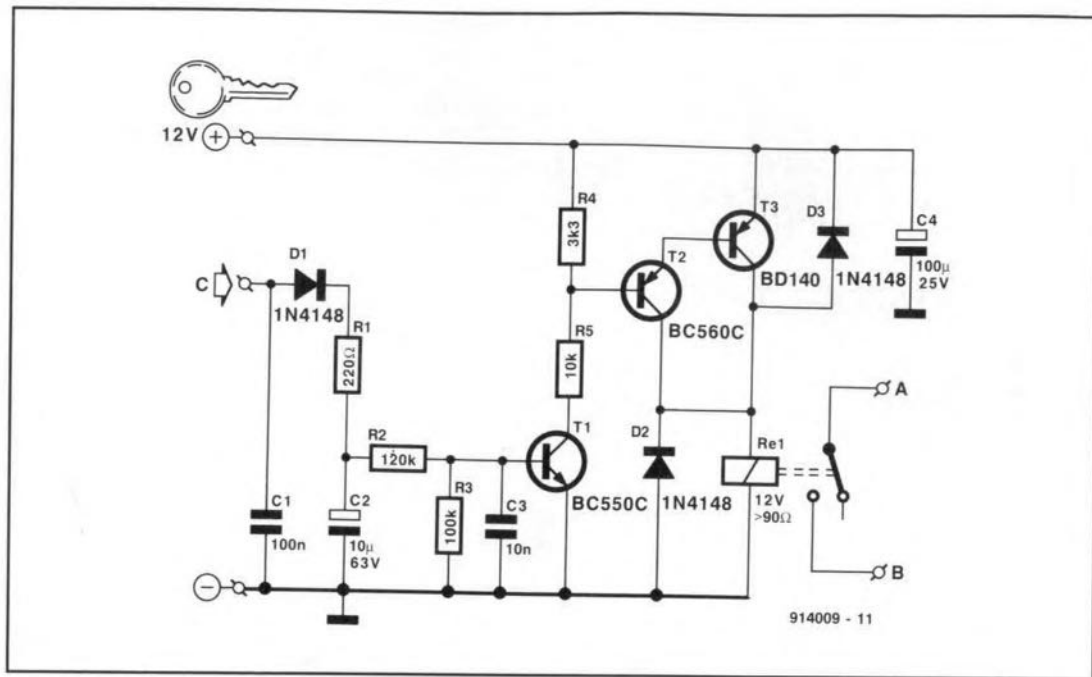 12V +
R4
3k3
T3
D3
C4
BD140
1N4148
100μ
25V
T2
BC560C
C
D1
1N4148
R1
220Ω
R5
10k
A
R2
120k
T1
D2
Re1
R3
100k
C3
10n
BC550C
1N4148
12V
>90Ω
C1
100n
C2
10μ
63V
B
−
914009 - 11